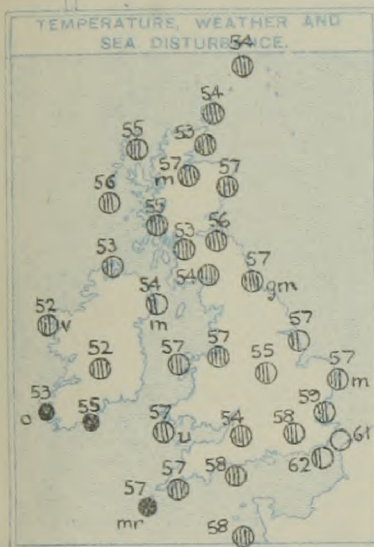 TEMPERATURE, WEATHER AND
SEA DISTURBANCE.
54
54
55 53
57 57
m
56
55 56
53
53 54 57
gm
54
52 m
v 57
57 57
52 55 57
m
53 59
o 55 57 54 58 61
u
62
57 58
57
mr
58